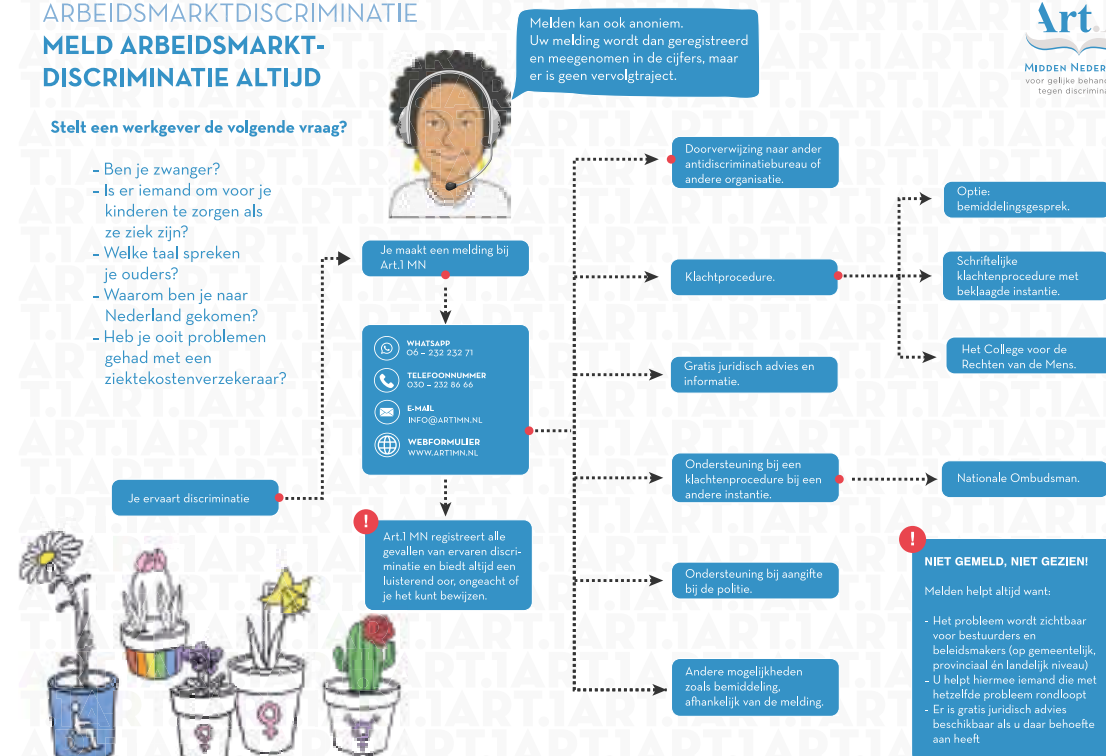 ARBEIDSMARKTDISCRIMINATIE
MELD ARBEIDSMARKT-
DISCRIMINATIE ALTIJD
Melden kan ook anoniem.
Uw melding wordt dan geregistreerd
en meegenomen in de cijfers, maar
er is geen vervolgtraject.
Art.
MIDDEN NEDER
voor gelijke behan
tegen discrimina
Stelt een werkgever de volgende vraag?
- Ben je zwanger?
- Is er iemand om voor je
kinderen te zorgen als
ze ziek zijn?
- Welke taal spreken
je ouders?
- Waarom ben je naar
Nederland gekomen?
- Heb je ooit problemen
gehad met een
ziektekostenverzekeraar?
Je ervaart discriminatie
Je maakt een melding bij
Art.1 MN
WHATSAPP
06 – 232 232 71
TELEFOONNUMMER
030 – 232 86 66
E-MAIL
INFO@ART1MN.NL
WEBFORMULIER
WWW.ART1MN.NL
!
Art.1 MN registreert alle
gevallen van ervaren discri-
minatie en biedt altijd een
luisterend oor, ongeacht of
je het kunt bewijzen.
Doorverwijzing naar ander
antidiscriminatiebureau of
andere organisatie.
Klachtprocedure.
Optie:
bemiddelingsgesprek.
Schriftelijke
klachtenprocedure met
beklaagde instantie.
Het College voor de
Rechten van de Mens.
Gratis juridisch advies en
informatie.
Ondersteuning bij een
klachtenprocedure bij een
andere instantie.
Nationale Ombudsman.
Ondersteuning bij aangifte
bij de politie.
Andere mogelijkheden
zoals bemiddeling,
afhankelijk van de melding.
!
NIET GEMELD, NIET GEZIEN!
Melden helpt altijd want:
- Het probleem wordt zichtbaar
voor bestuurders en
beleidsmakers (op gemeentelijk,
provinciaal én landelijk niveau)
- U helpt hiermee iemand die met
hetzelfde probleem rondloopt
- Er is gratis juridisch advies
beschikbaar als u daar behoefte
aan heeft